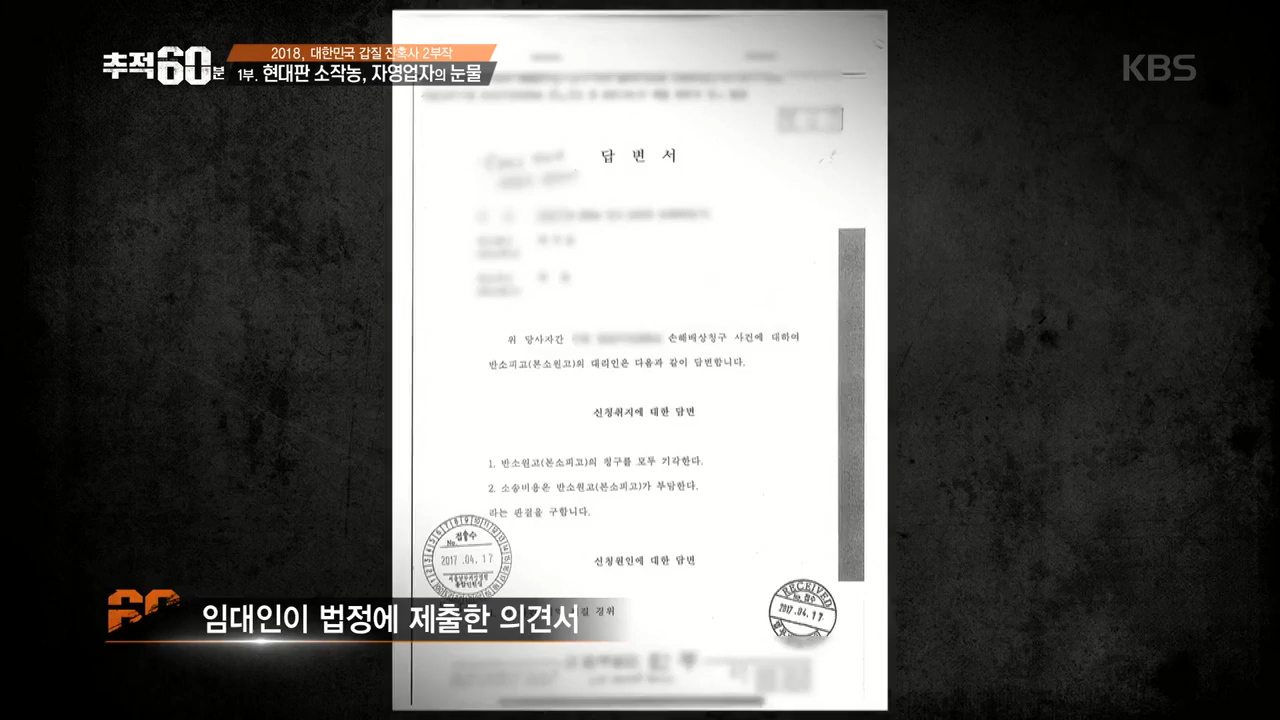 추적60분
2018, 대한민국 갑질 잔혹사 2부작
1부. 현대판 소작농, 자영업자의 눈물
KBS
답 변 서
위 당사자간 손해배상청구 사건에 대하여
반소피고(본소원고)의 대리인은 다음과 같이 답변합니다.
신청취지에 대한 답변
1. 반소원고(본소피고)의 청구를 모두 기각한다.
2. 소송비용은 반소원고(본소피고)가 부담한다.
라는 판결을 구합니다.
접수
No.
2017.04.17
신청원인에 대한 답변
경위
RECEIVED
No. 접수
2017.04.17
60
임대인이 법정에 제출한 의견서